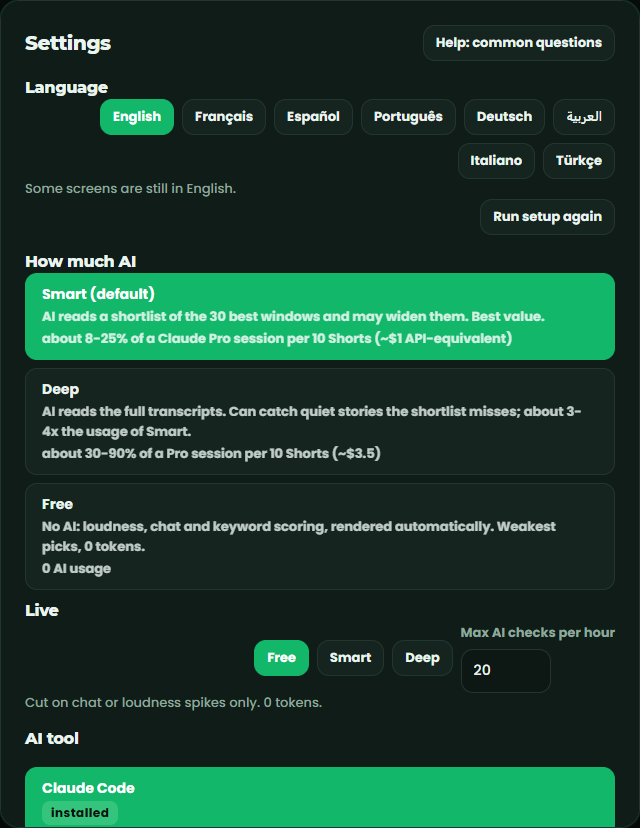 Settings
Help: common questions
Language
English
Français
Español
Português
Deutsch
العربية
Italiano
Türkçe
Some screens are still in English.
Run setup again
How much AI
Smart (default)
AI reads a shortlist of the 30 best windows and may widen them. Best value.
about 8-25% of a Claude Pro session per 10 Shorts (~$1 API-equivalent)
Deep
AI reads the full transcripts. Can catch quiet stories the shortlist misses; about 3-
4x the usage of Smart.
about 30-90% of a Pro session per 10 Shorts (~$3.5)
Free
No AI: loudness, chat and keyword scoring, rendered automatically. Weakest
picks, 0 tokens.
0 AI usage
Live
Max AI checks per hour
Free
Smart
Deep
20
Cut on chat or loudness spikes only. 0 tokens.
AI tool
Claude Code
installed